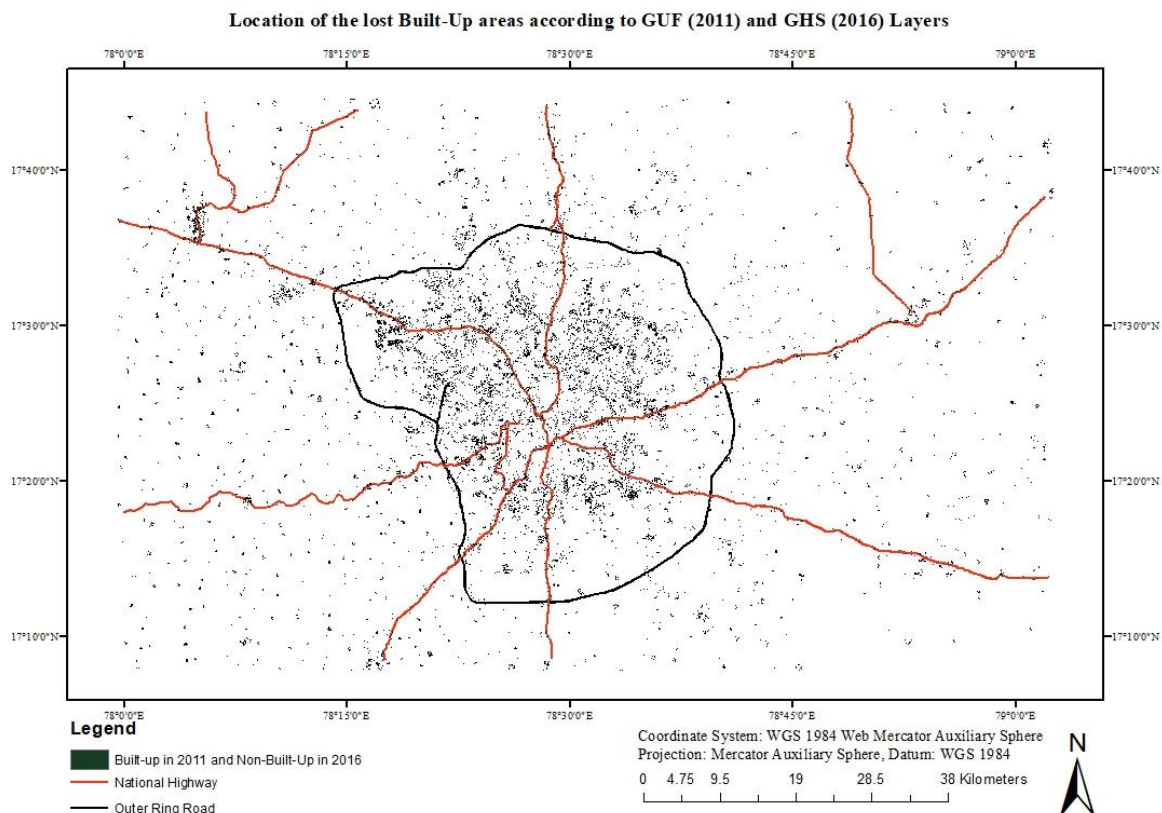 Location of the lost Built-Up areas according to GUF (2011) and GHS (2016) Layers
78°0'0"E 78°15'0"E 78°30'0"E 78°45'0"E 79°0'0"E
17°40'0"N 17°40'0"N
17°30'0"N 17°30'0"N
17°20'0"N 17°20'0"N
17°10'0"N 17°10'0"N
78°0'0"E 78°15'0"E 78°30'0"E 78°45'0"E 79°0'0"E
Legend
Built-up in 2011 and Non-Built-Up in 2016
National Highway
Outer Ring Road
Coordinate System: WGS 1984 Web Mercator Auxiliary Sphere
Projection: Mercator Auxiliary Sphere, Datum: WGS 1984
0 4.75 9.5 19 28.5 38 Kilometers
N